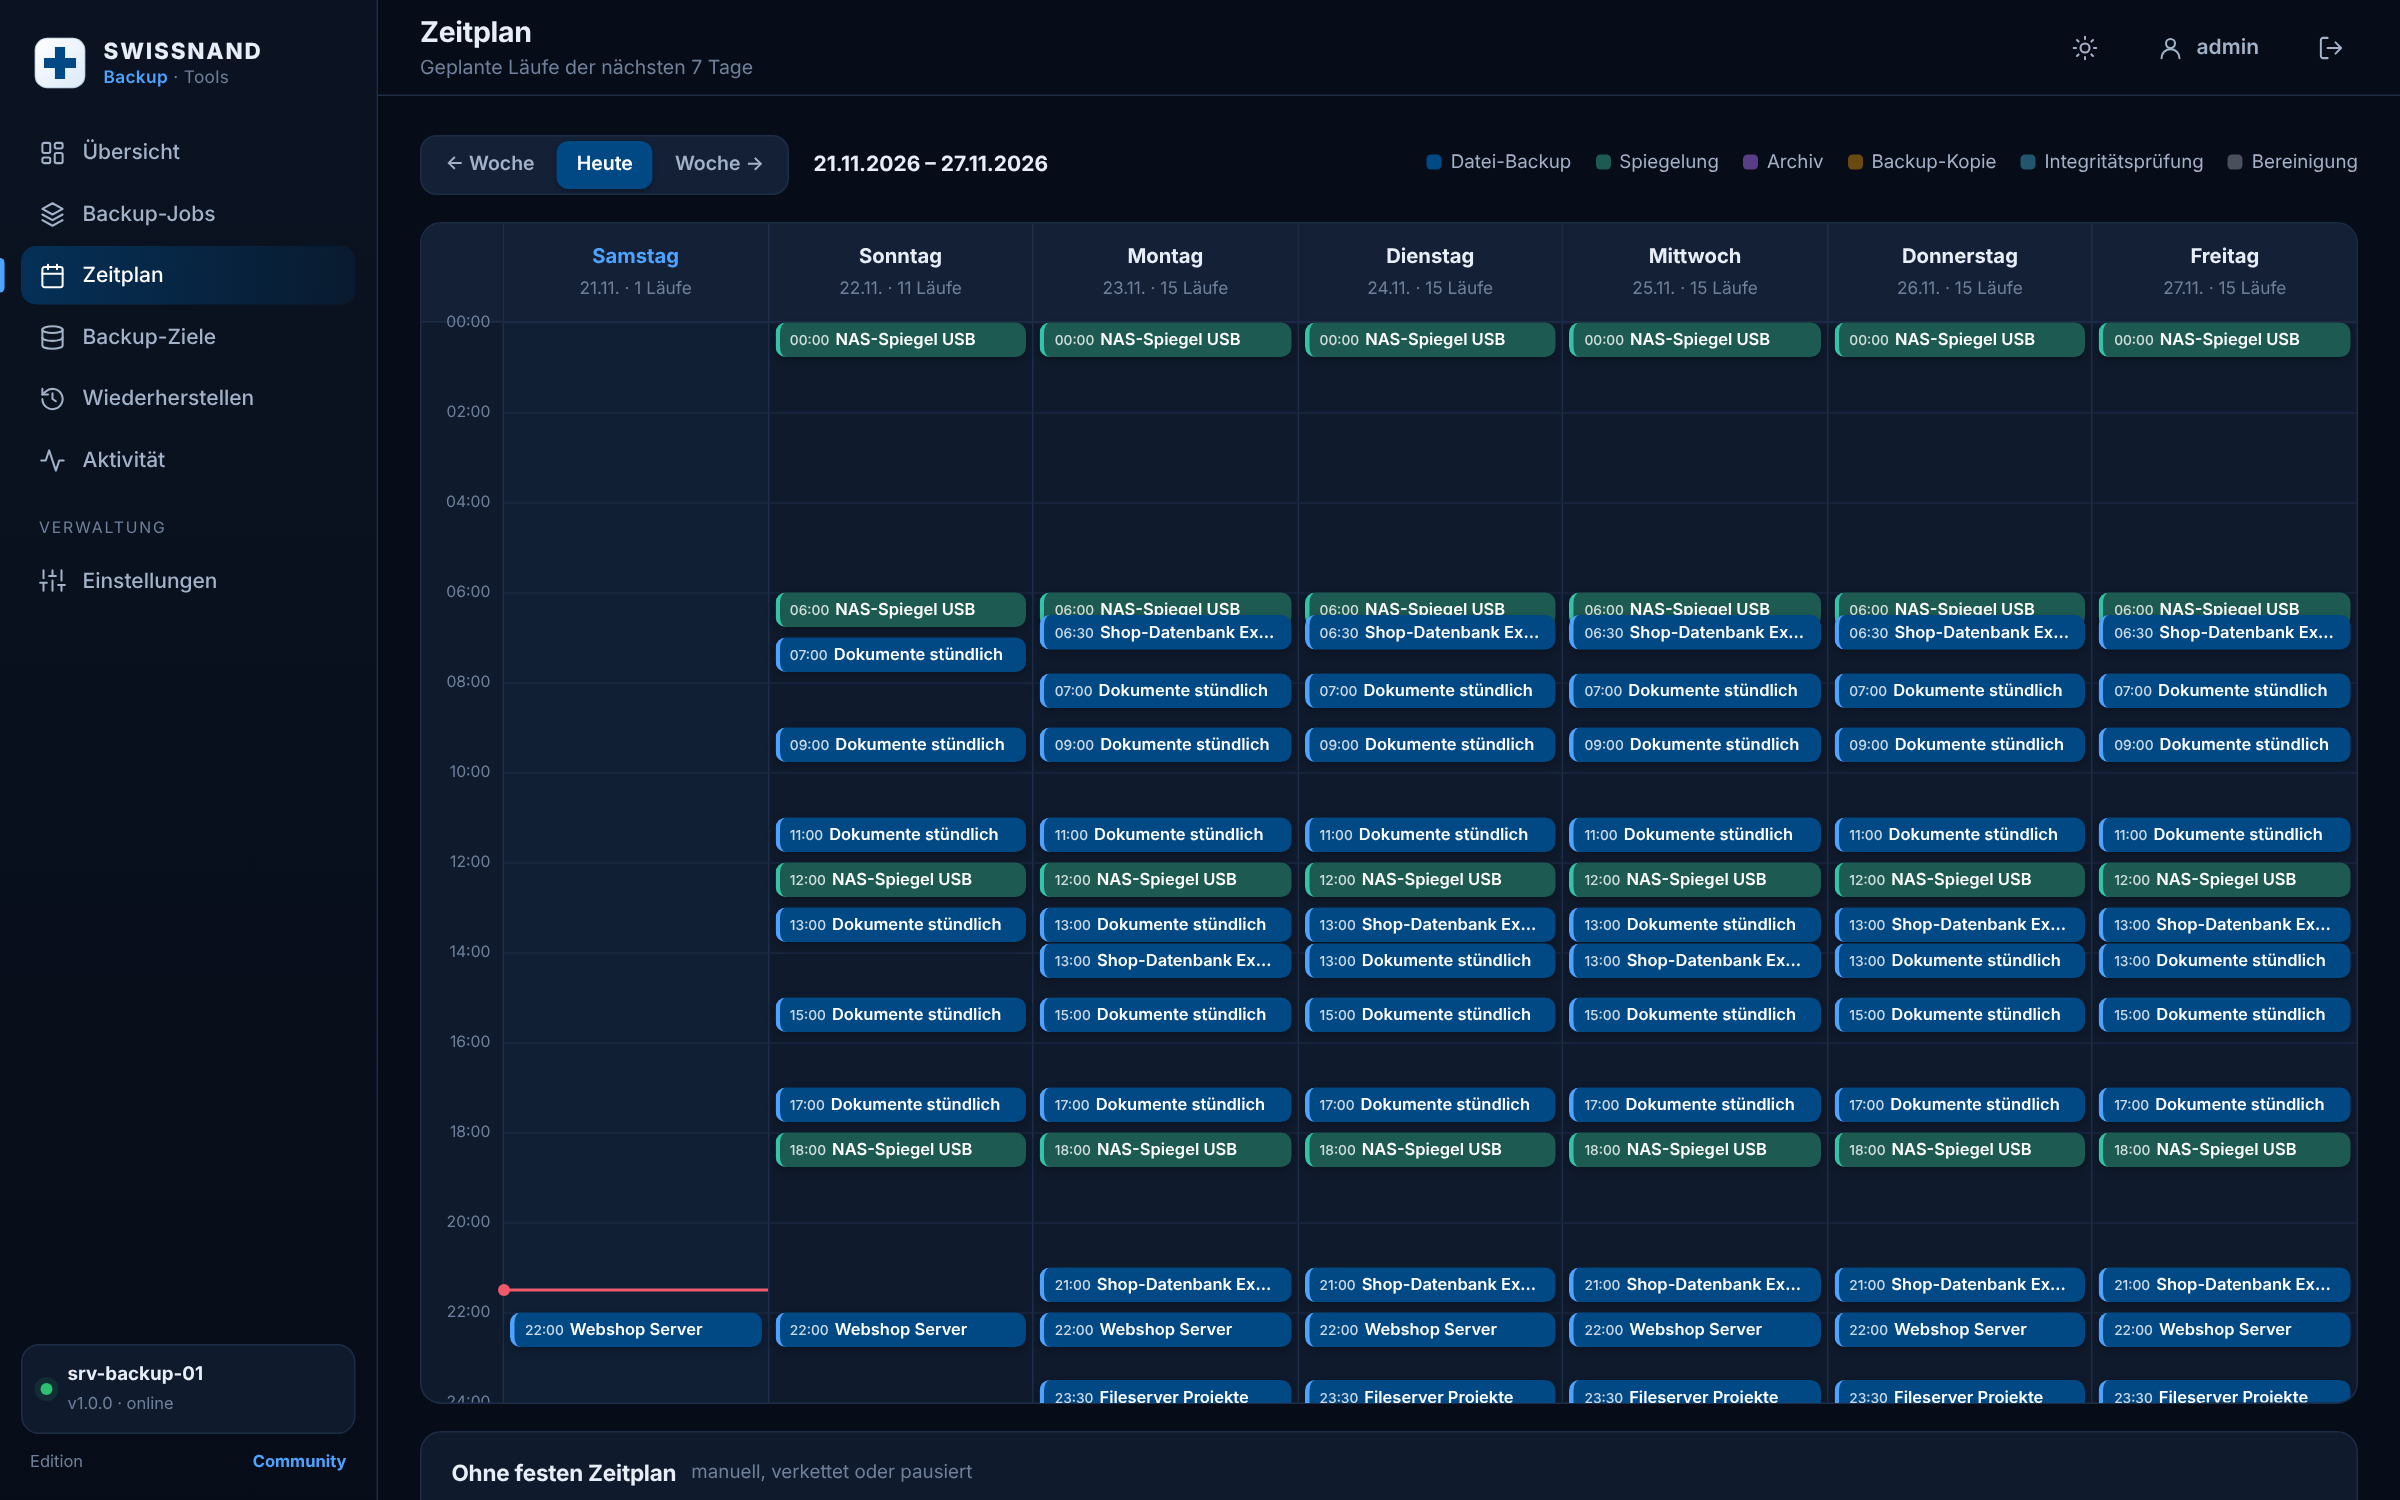 SWISSNAND
Backup · Tools
Übersicht
Backup-Jobs
Zeitplan
Backup-Ziele
Wiederherstellen
Aktivität
VERWALTUNG
Einstellungen
srv-backup-01
v1.0.0 · online
Edition Community
Zeitplan
Geplante Läufe der nächsten 7 Tage
admin
← Woche Heute Woche → 21.11.2026 – 27.11.2026
Datei-Backup Spiegelung Archiv Backup-Kopie Integritätsprüfung Bereinigung
Samstag Sonntag Montag Dienstag Mittwoch Donnerstag Freitag
21.11. · 1 Läufe 22.11. · 11 Läufe 23.11. · 15 Läufe 24.11. · 15 Läufe 25.11. · 15 Läufe 26.11. · 15 Läufe 27.11. · 15 Läufe
00:00
00:00 NAS-Spiegel USB 00:00 NAS-Spiegel USB 00:00 NAS-Spiegel USB 00:00 NAS-Spiegel USB 00:00 NAS-Spiegel USB 00:00 NAS-Spiegel USB
02:00
04:00
06:00
06:00 NAS-Spiegel USB 06:00 NAS-Spiegel USB 06:00 NAS-Spiegel USB 06:00 NAS-Spiegel USB 06:00 NAS-Spiegel USB 06:00 NAS-Spiegel USB
06:30 Shop-Datenbank Ex... 06:30 Shop-Datenbank Ex... 06:30 Shop-Datenbank Ex... 06:30 Shop-Datenbank Ex... 06:30 Shop-Datenbank Ex...
07:00 Dokumente stündlich
08:00
07:00 Dokumente stündlich 07:00 Dokumente stündlich 07:00 Dokumente stündlich 07:00 Dokumente stündlich 07:00 Dokumente stündlich
09:00 Dokumente stündlich 09:00 Dokumente stündlich 09:00 Dokumente stündlich 09:00 Dokumente stündlich 09:00 Dokumente stündlich 09:00 Dokumente stündlich
10:00
11:00 Dokumente stündlich 11:00 Dokumente stündlich 11:00 Dokumente stündlich 11:00 Dokumente stündlich 11:00 Dokumente stündlich 11:00 Dokumente stündlich
12:00
12:00 NAS-Spiegel USB 12:00 NAS-Spiegel USB 12:00 NAS-Spiegel USB 12:00 NAS-Spiegel USB 12:00 NAS-Spiegel USB 12:00 NAS-Spiegel USB
13:00 Dokumente stündlich 13:00 Dokumente stündlich 13:00 Shop-Datenbank Ex... 13:00 Dokumente stündlich 13:00 Shop-Datenbank Ex... 13:00 Shop-Datenbank Ex...
14:00
13:00 Shop-Datenbank Ex... 13:00 Dokumente stündlich 13:00 Shop-Datenbank Ex... 13:00 Dokumente stündlich 13:00 Dokumente stündlich
15:00 Dokumente stündlich 15:00 Dokumente stündlich 15:00 Dokumente stündlich 15:00 Dokumente stündlich 15:00 Dokumente stündlich 15:00 Dokumente stündlich
16:00
17:00 Dokumente stündlich 17:00 Dokumente stündlich 17:00 Dokumente stündlich 17:00 Dokumente stündlich 17:00 Dokumente stündlich 17:00 Dokumente stündlich
18:00
18:00 NAS-Spiegel USB 18:00 NAS-Spiegel USB 18:00 NAS-Spiegel USB 18:00 NAS-Spiegel USB 18:00 NAS-Spiegel USB 18:00 NAS-Spiegel USB
20:00
21:00 Shop-Datenbank Ex... 21:00 Shop-Datenbank Ex... 21:00 Shop-Datenbank Ex... 21:00 Shop-Datenbank Ex... 21:00 Shop-Datenbank Ex...
22:00
22:00 Webshop Server 22:00 Webshop Server 22:00 Webshop Server 22:00 Webshop Server 22:00 Webshop Server 22:00 Webshop Server 22:00 Webshop Server
24:00
23:30 Fileserver Projekte 23:30 Fileserver Projekte 23:30 Fileserver Projekte 23:30 Fileserver Projekte 23:30 Fileserver Projekte
Ohne festen Zeitplan manuell, verkettet oder pausiert